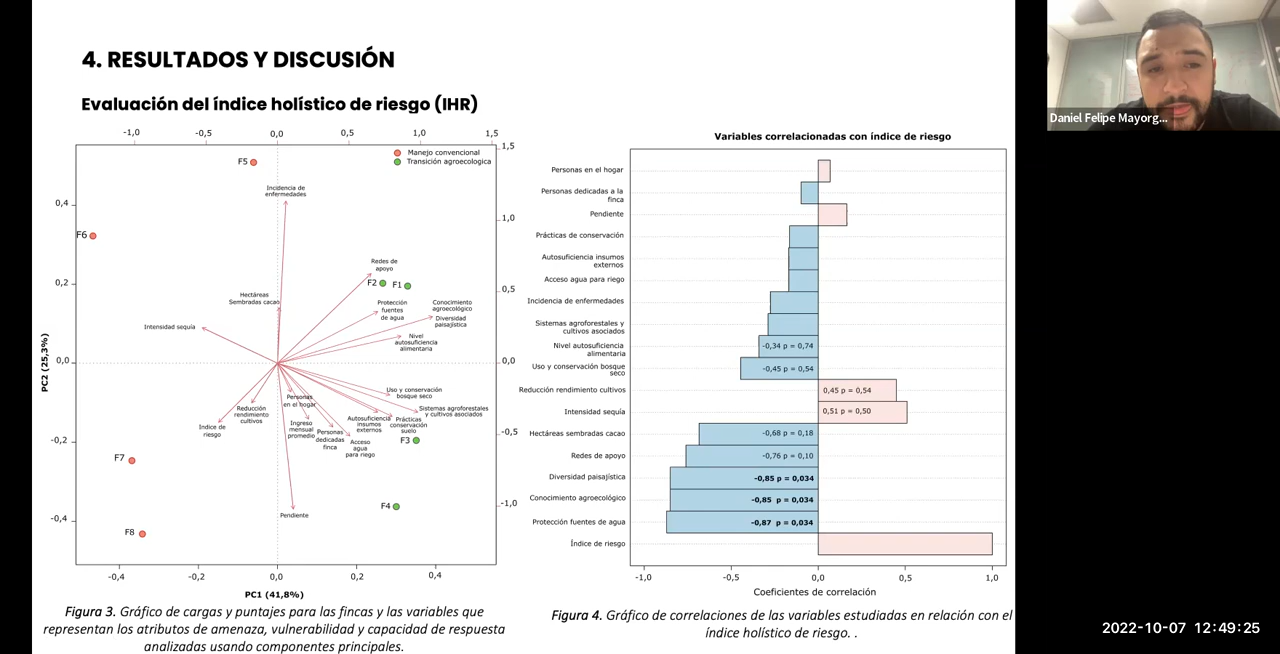 4. RESULTADOS Y DISCUSIÓN
Evaluación del índice holístico de riesgo (IHR)
-1,0
-0,5
0,0
0,5
1,0
1,5
Manejo convencional
Transición agroecologica
1,5
1,0
0,5
0,0
-0,5
-1,0
0,4
0,2
0,0
-0,2
-0,4
PC2 (25,3%)
F5
Incidencia de
enfermedades
F6
Redes de
apoyo
F2
F1
Hectáreas
Sembradas cacao
Protección
fuentes
de agua
Conocimiento
agroecológico
Diversidad
paisajística
Intensidad sequía
Nivel
autosuficiencia
alimentaria
Uso y conservación
bosque seco
Personas
en el hogar
Reducción
rendimiento
cultivos
Sistemas agroforestales
y cultivos asociados
Autosuficiencia
insumos
externos
Prácticas
conservación
suelo
Índice de
riesgo
Ingreso
mensual
promedio
Personas
dedicadas
finca
Acceso
agua
para riego
F3
F7
F4
Pendiente
F8
-0,4
-0,2
0,0
0,2
0,4
PC1 (41,8%)
Figura 3. Gráfico de cargas y puntajes para las fincas y las variables que
representan los atributos de amenaza, vulnerabilidad y capacidad de respuesta
analizadas usando componentes principales.
Variables correlacionadas con índice de riesgo
Personas en el hogar
Personas dedicadas a la
finca
Pendiente
Prácticas de conservación
Autosuficiencia insumos
externos
Acceso agua para riego
Incidencia de enfermedades
Sistemas agroforestales y
cultivos asociados
Nivel autosuficiencia
alimentaria
-0,34 p = 0,74
Uso y conservación bosque
seco
-0,45 p = 0,54
Reducción rendimiento cultivos
0,45 p = 0,54
Intensidad sequía
0,51 p = 0,50
Hectáreas sembradas cacao
-0,68 p = 0,18
Redes de apoyo
-0,76 p = 0,10
Diversidad paisajística
-0,85 p = 0,034
Conocimiento agroecológico
-0,85 p = 0,034
Protección fuentes de agua
-0,87 p = 0,034
Índice de riesgo
-1,0
-0,5
0,0
0,5
1,0
Coeficientes de correlación
Figura 4. Gráfico de correlaciones de las variables estudiadas en relación con el
índice holístico de riesgo. .
Daniel Felipe Mayorg...
2022-10-07 12:49:25